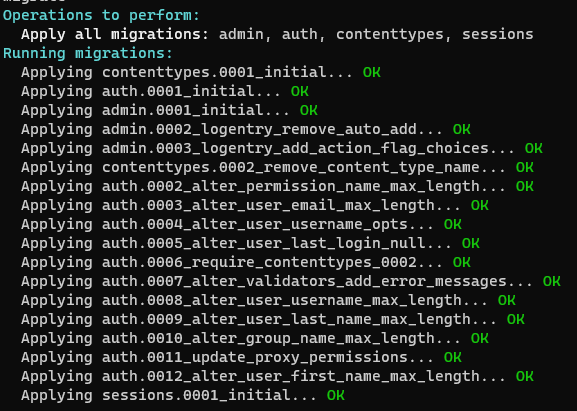 Operations to perform:
  Apply all migrations: admin, auth, contenttypes, sessions
Running migrations:
  Applying contenttypes.0001_initial... OK
  Applying auth.0001_initial... OK
  Applying admin.0001_initial... OK
  Applying admin.0002_logentry_remove_auto_add... OK
  Applying admin.0003_logentry_add_action_flag_choices... OK
  Applying contenttypes.0002_remove_content_type_name... OK
  Applying auth.0002_alter_permission_name_max_length... OK
  Applying auth.0003_alter_user_email_max_length... OK
  Applying auth.0004_alter_user_username_opts... OK
  Applying auth.0005_alter_user_last_login_null... OK
  Applying auth.0006_require_contenttypes_0002... OK
  Applying auth.0007_alter_validators_add_error_messages... OK
  Applying auth.0008_alter_user_username_max_length... OK
  Applying auth.0009_alter_user_last_name_max_length... OK
  Applying auth.0010_alter_group_name_max_length... OK
  Applying auth.0011_update_proxy_permissions... OK
  Applying auth.0012_alter_user_first_name_max_length... OK
  Applying sessions.0001_initial... OK